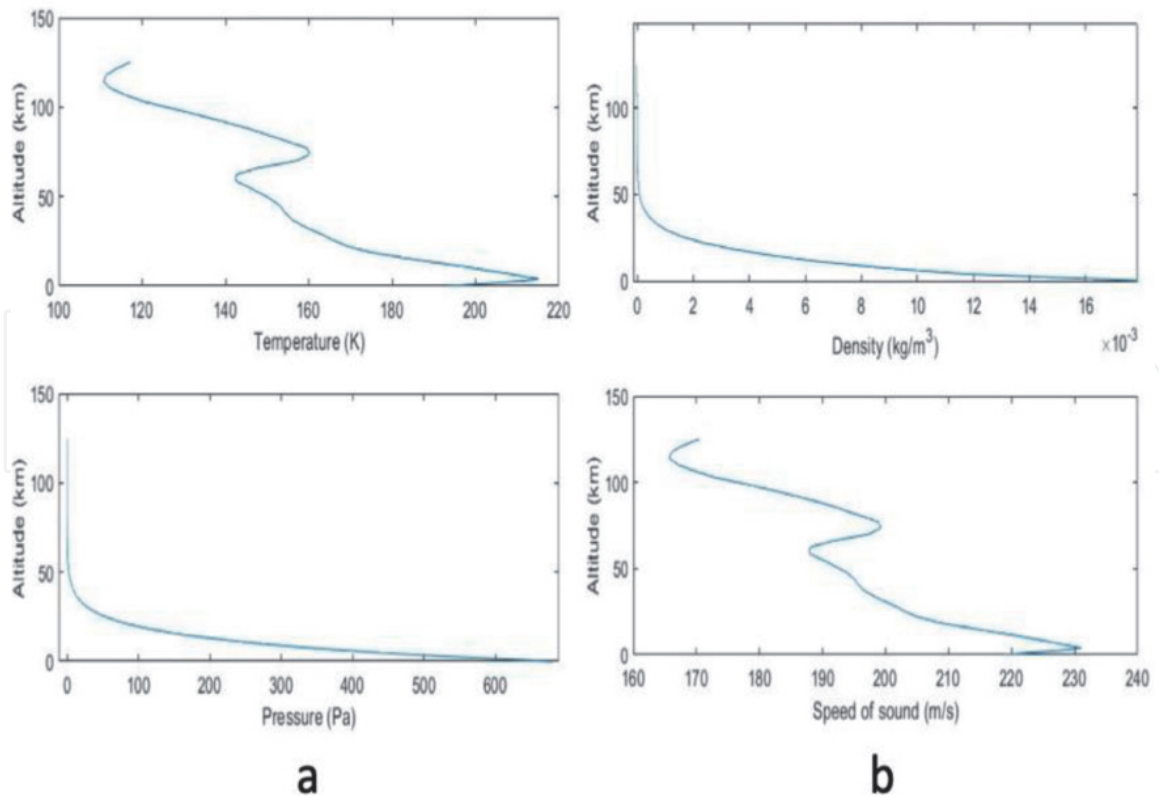 150
100
50
0
Altitude (km)
100 120 140 160 180 200 220
Temperature (K)
100
50
0
Altitude (km)
0 2 4 6 8 10 12 14 16
Density (kg/m³)
×10⁻³
150
100
50
0
Altitude (km)
0 100 200 300 400 500 600
Pressure (Pa)
150
100
50
0
Altitude (km)
160 170 180 190 200 210 220 230 240
Speed of sound (m/s)
a
b